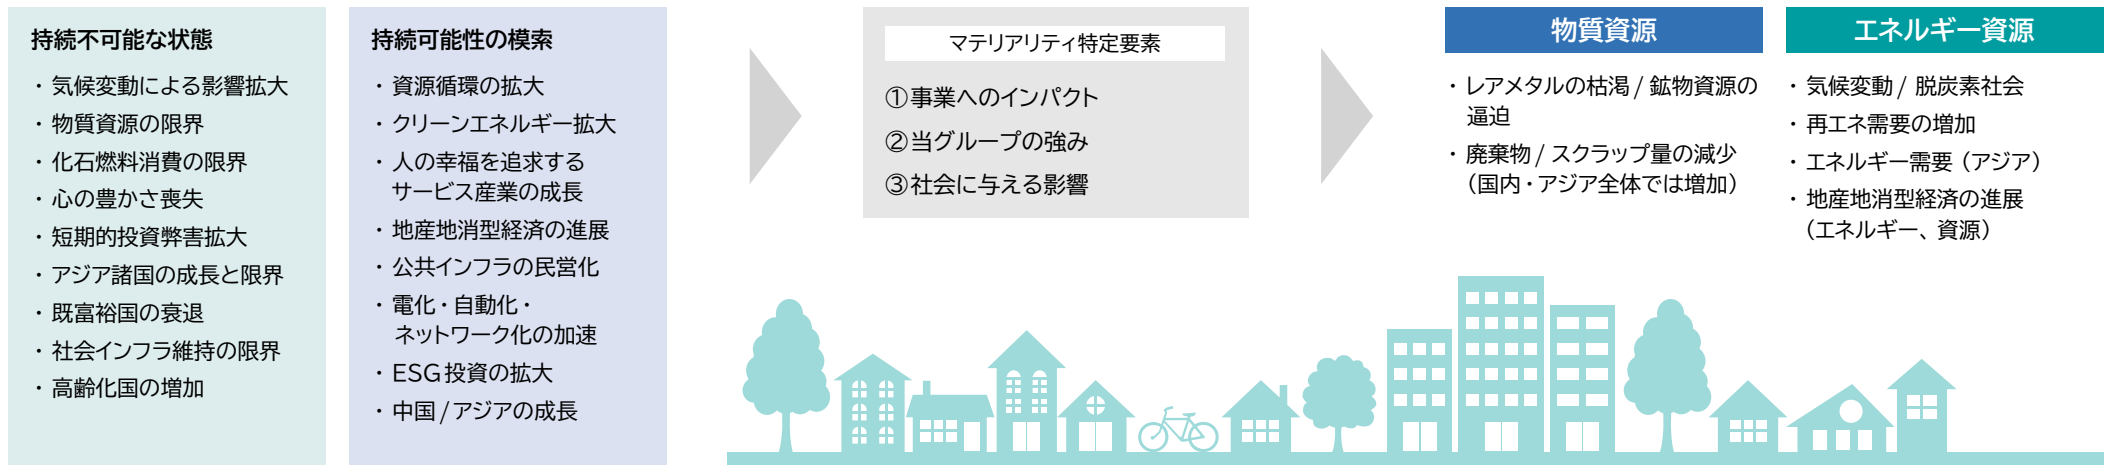 持続不可能な状態
・気候変動による影響拡大
・物質資源の限界
・化石燃料消費の限界
・心の豊かさ喪失
・短期的投資弊害拡大
・アジア諸国の成長と限界
・既富裕国の衰退
・社会インフラ維持の限界
・高齢化国の増加
持続可能性の模索
・資源循環の拡大
・クリーンエネルギー拡大
・人の幸福を追求する
サービス産業の成長
・地産地消型経済の進展
・公共インフラの民営化
・電化・自動化・
ネットワーク化の加速
・ESG投資の拡大
・中国/アジアの成長
マテリアリティ特定要素
①事業へのインパクト
②当グループの強み
③社会に与える影響
物質資源
・レアメタルの枯渇/鉱物資源の
逼迫
・廃棄物/スクラップ量の減少
（国内・アジア全体では増加）
エネルギー資源
・気候変動/脱炭素社会
・再エネ需要の増加
・エネルギー需要（アジア）
・地産地消型経済の進展
（エネルギー、資源）